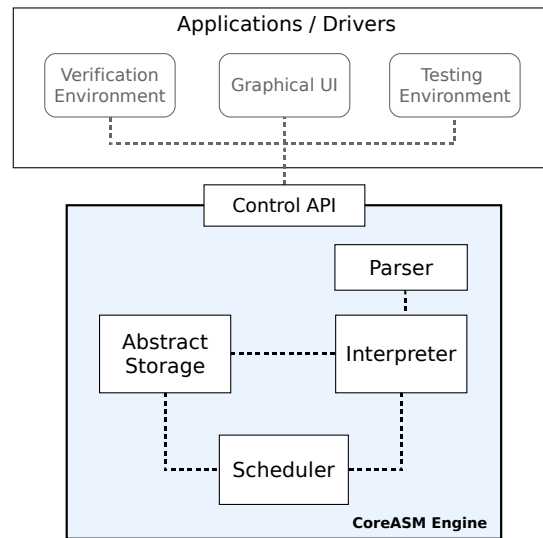 Applications / Drivers
Verification
Environment
Graphical UI
Testing
Environment
Control API
Parser
Abstract
Storage
Interpreter
Scheduler
CoreASM Engine